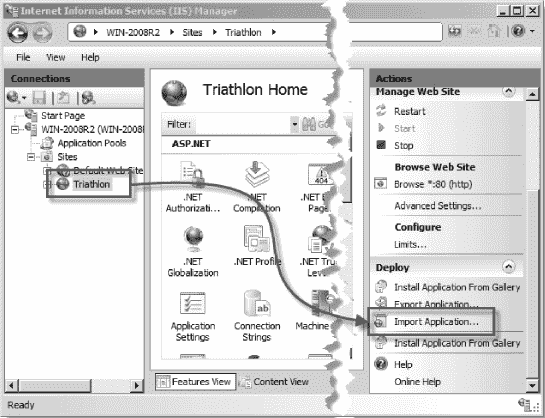 Internet Information Services (IIS) Manager
WIN-2008R2 Sites Triathlon
File View Help
Connections
Start Page
WIN-2008R2 (WIN-2008R
Application Pools
Sites
Default Web Site
Triathlon
Triathlon Home
Filter:
ASP.NET
.NET Authorizati...
.NET Compilation
404
.NET Globalization
.NET Profile
.NET Tru
Leve
Application Settings
ab
Connection Strings
Machine
Features View Content View
Actions
Manage Web Site
Restart
Start
Stop
Browse Web Site
Browse *:80 (http)
Advanced Settings...
Configure
Limits...
Deploy
Install Application From Gallery
Export Application...
Import Application...
Install Application From Gallery
Help
Online Help
Ready